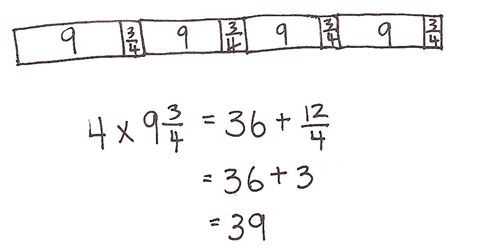 9 3/4 9 3/4 9 3/4 9 3/4
4 × 9 3/4 = 36 + 12/4
= 36 + 3
= 39